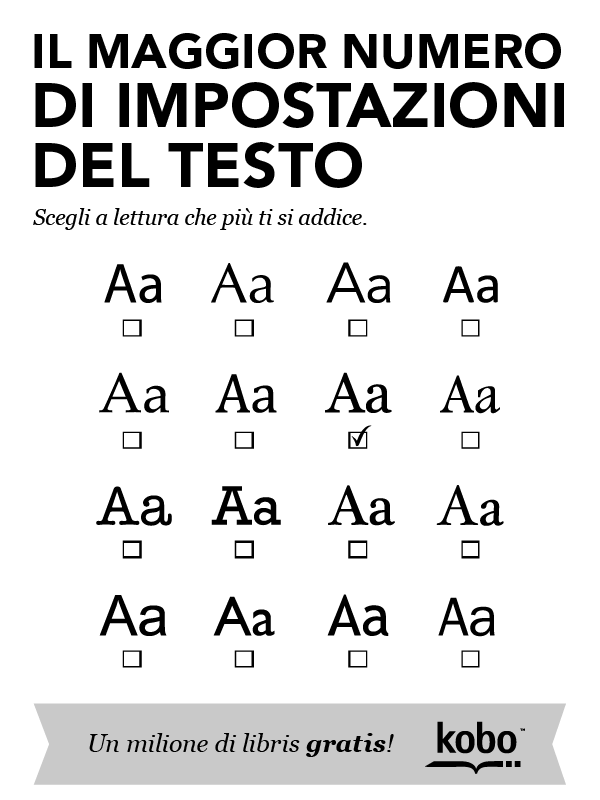 IL MAGGIOR NUMERO
DI IMPOSTAZIONI
DEL TESTO
Scegli a lettura che più ti si addice.
Aa Aa Aa Aa
Aa Aa Aa Aa
Aa Aa Aa Aa
Aa Aa Aa Aa
Un milione di libris gratis!
kobo™